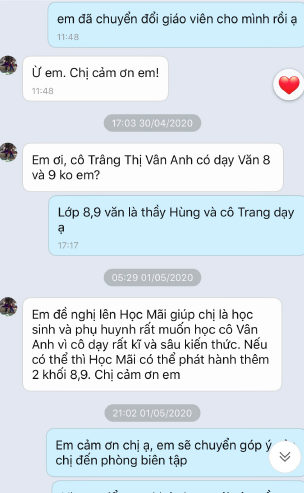 em đã chuyển đổi giáo viên cho mình rồi ạ
11:48
Ừ em. Chị cảm ơn em!
11:48
17:03 30/04/2020
Em ơi, cô Trâng Thị Vân Anh có dạy Văn 8
và 9 ko em?
Lớp 8,9 văn là thầy Hùng và cô Trang dạy
ạ
17:17
05:29 01/05/2020
Em đề nghị lên Học Mãi giúp chị là học
sinh và phụ huynh rất muốn học cô Vân
Anh vì cô dạy rất kĩ và sâu kiến thức. Nếu
có thể thì Học Mãi có thể phát hành thêm
2 khối 8,9. Chị cảm ơn em
21:02 01/05/2020
Em cảm ơn chị ạ, em sẽ chuyển góp ý
chị đến phòng biên tập